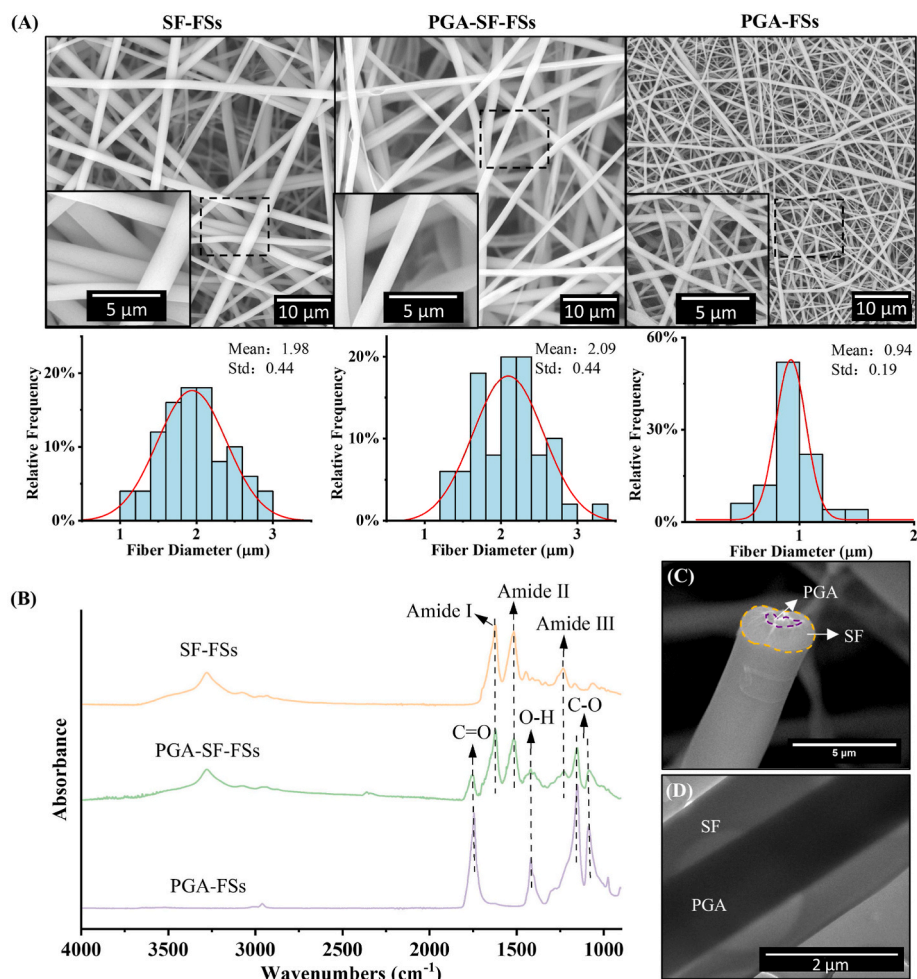 (A)
SF-FSs
PGA-SF-FSs
PGA-FSs
5 μm
10 μm
5 μm
10 μm
5 μm
10 μm
Relative Frequency
20%
10%
0%
Mean: 1.98
Std : 0.44
1
2
3
Fiber Diameter (μm)
Relative Frequency
20%
10%
0%
Mean: 2.09
Std : 0.44
1
2
3
Fiber Diameter (μm)
Relative Frequency
60%
30%
0%
Mean: 0.94
Std : 0.19
1
2
Fiber Diameter (μm)
(B)
Absorbance
Amide I
Amide II
Amide III
SF-FSs
C=O
O-H
C-O
PGA-SF-FSs
PGA-FSs
4000
3500
3000
2500
2000
1500
1000
Wavenumbers (cm⁻¹)
(C)
PGA
SF
5 μm
(D)
SF
PGA
2 μm